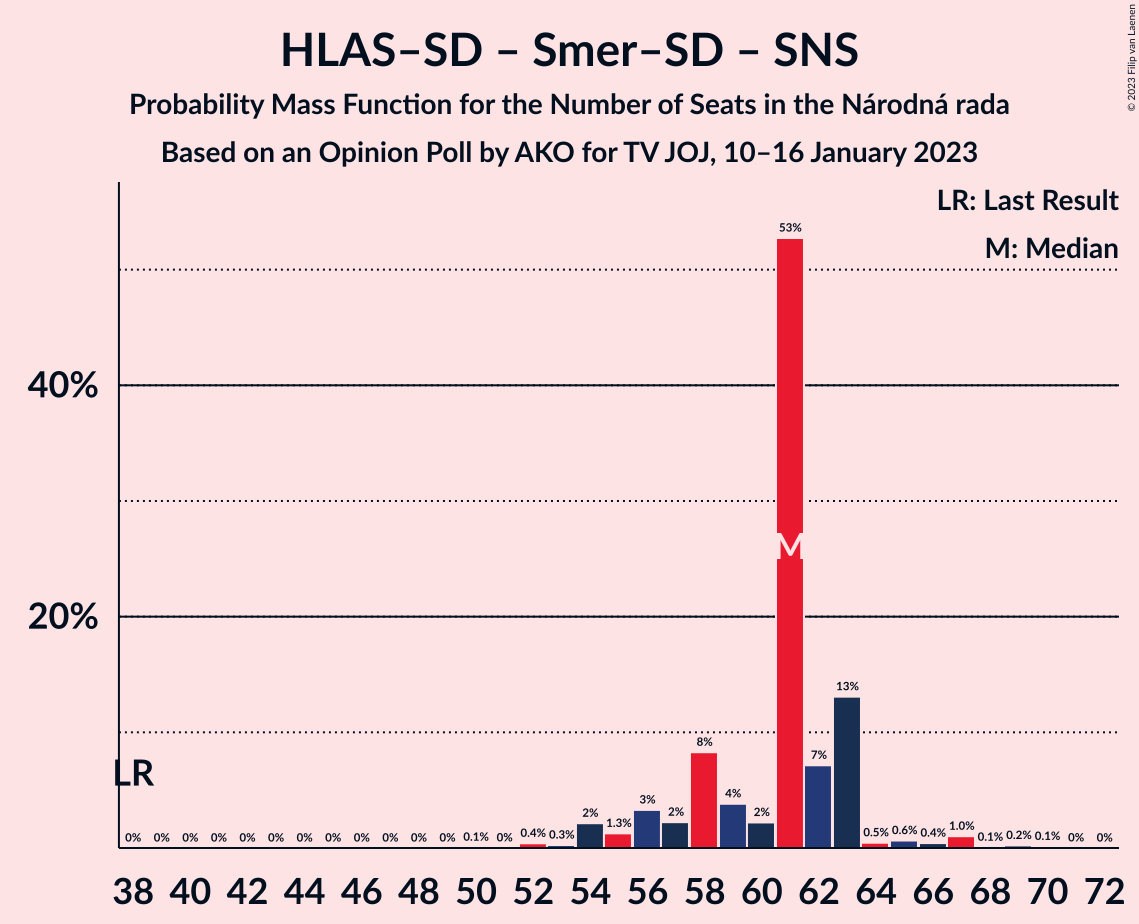 HLAS–SD – Smer–SD – SNS
Probability Mass Function for the Number of Seats in the Národná rada
Based on an Opinion Poll by AKO for TV JOJ, 10–16 January 2023
© 2023 Filip van Laenen
LR: Last Result
M: Median
53%
40%
M
20%
13%
8%
7%
LR
4%
3%
2%
2%
2%
1.3%
1.0%
0% 0% 0% 0% 0% 0% 0% 0% 0% 0% 0% 0% 0.1% 0% 0.4% 0.3% 0.5% 0.6% 0.4% 0.1% 0.2% 0.1% 0% 0%
38 40 42 44 46 48 50 52 54 56 58 60 62 64 66 68 70 72